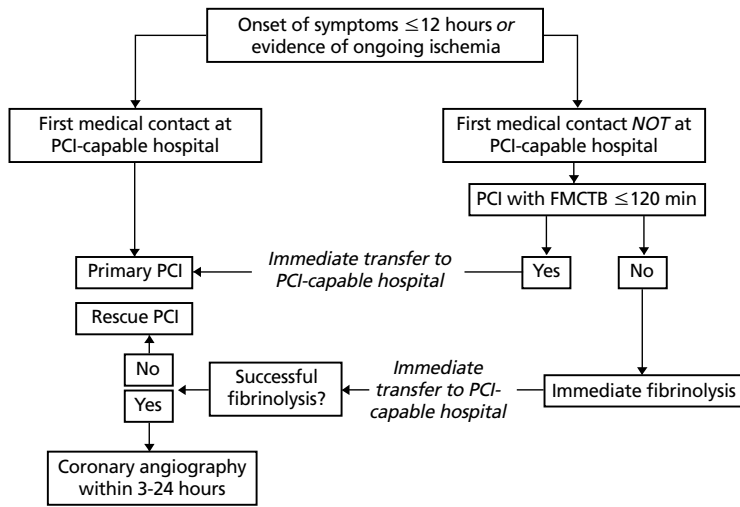 Onset of symptoms ≤12 hours or
evidence of ongoing ischemia
First medical contact at
PCI-capable hospital
First medical contact NOT at
PCI-capable hospital
PCI with FMCTB ≤120 min
Primary PCI
Immediate transfer to
PCI-capable hospital
Yes
No
Rescue PCI
No
Yes
Successful
fibrinolysis?
Immediate
transfer to PCI-
capable hospital
Immediate fibrinolysis
Coronary angiography
within 3-24 hours